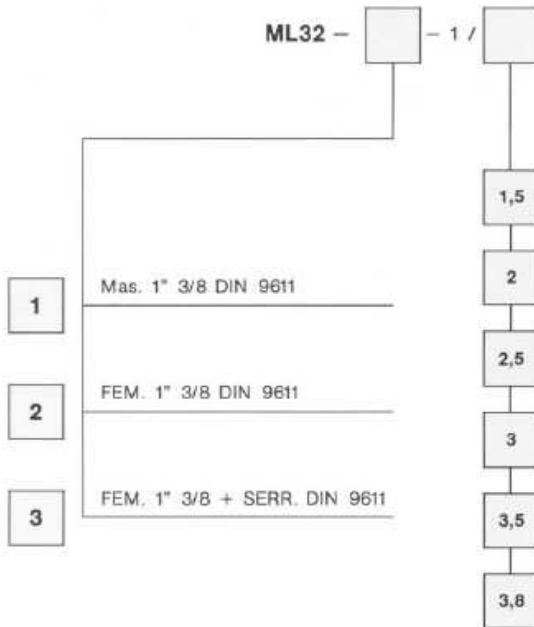 ML32 – – 1 /
1,5
2
2,5
3
3,5
3,8
1 Mas. 1" 3/8 DIN 9611
2 FEM. 1" 3/8 DIN 9611
3 FEM. 1" 3/8 + SERR. DIN 9611